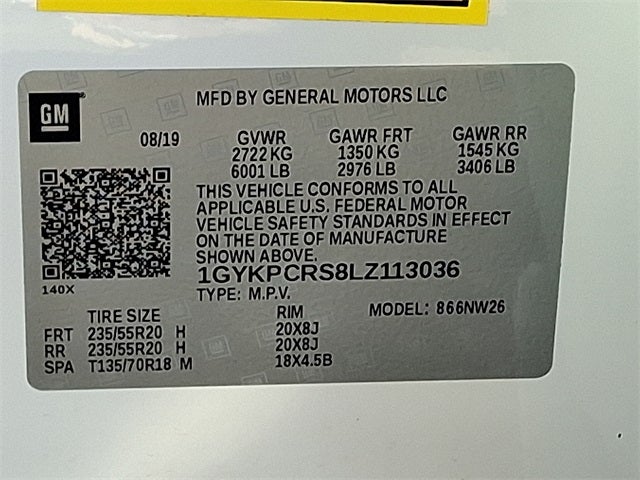 GM
MFD BY GENERAL MOTORS LLC
08/19 GVWR GAWR FRT GAWR RR
2722 KG 1350 KG 1545 KG
6001 LB 2976 LB 3406 LB
THIS VEHICLE CONFORMS TO ALL
APPLICABLE U.S. FEDERAL MOTOR
VEHICLE SAFETY STANDARDS IN EFFECT
ON THE DATE OF MANUFACTURE
SHOWN ABOVE.
140X
1GYKPCRS8LZ113036
TYPE: M.P.V.
TIRE SIZE RIM MODEL: 866NW26
FRT 235/55R20 H 20X8J
RR 235/55R20 H 20X8J
SPA T135/70R18 M 18X4.5B